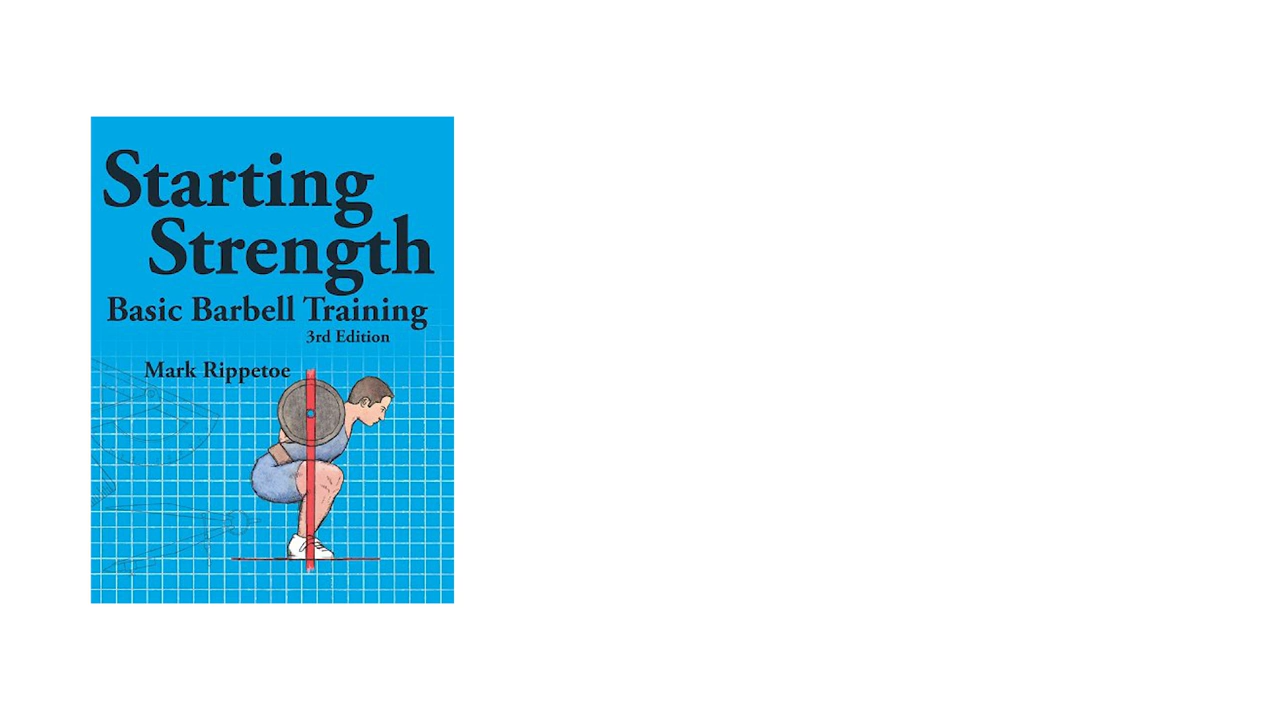 Starting
Strength
Basic Barbell Training
3rd Edition
Mark Rippetoe